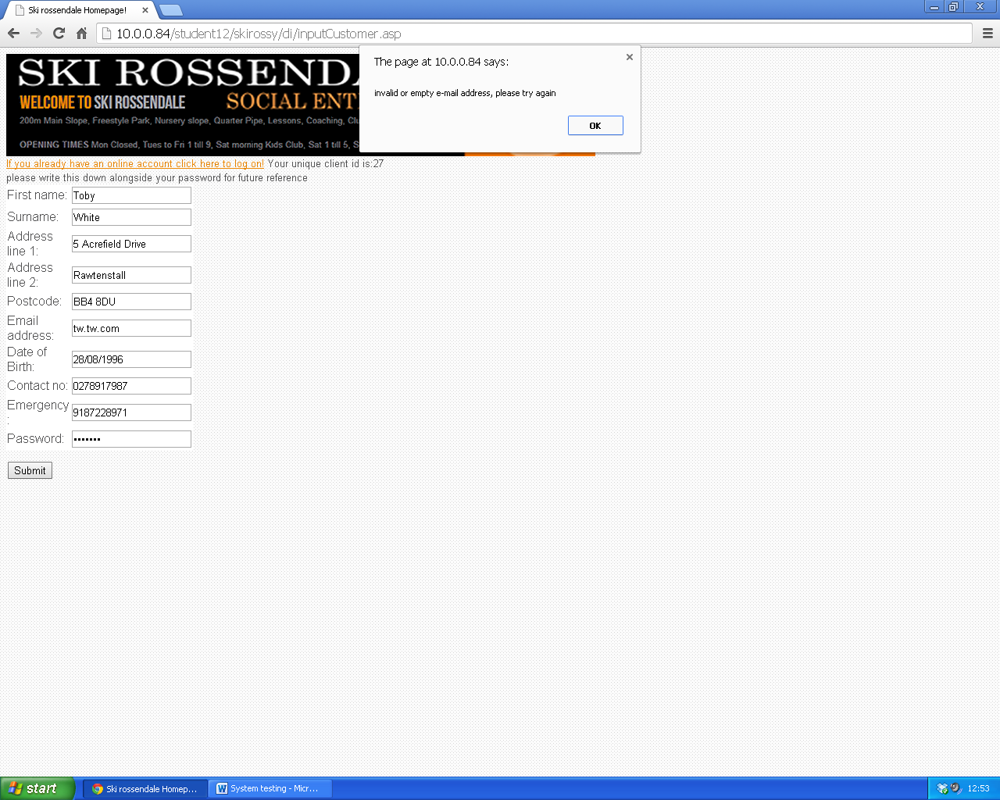 Ski rossendale Homepage!
10.0.0.84/student12/skirossy/di/inputCustomer.asp
The page at 10.0.0.84 says:
invalid or empty e-mail address, please try again
OK
SKI ROSSENDA
WELCOME TO SKI ROSSENDALE SOCIAL ENT
200m Main Slope, Freestyle Park, Nursery slope, Quarter Pipe, Lessons, Coaching, Clu
OPENING TIMES Mon Closed, Tues to Fri 1 till 9, Sat morning Kids Club, Sat 1 till 5, S
If you already have an online account click here to log on! Your unique client id is:27
please write this down alongside your password for future reference
First name: Toby
Surname: White
Address line 1: 5 Acrefield Drive
Address line 2: Rawtenstall
Postcode: BB4 8DU
Email address: tw.tw.com
Date of Birth: 28/08/1996
Contact no: 0278917987
Emergency : 9187228971
Password: •••••••
Submit
start
Ski rossendale Homep...
System testing - Micr...
12:53